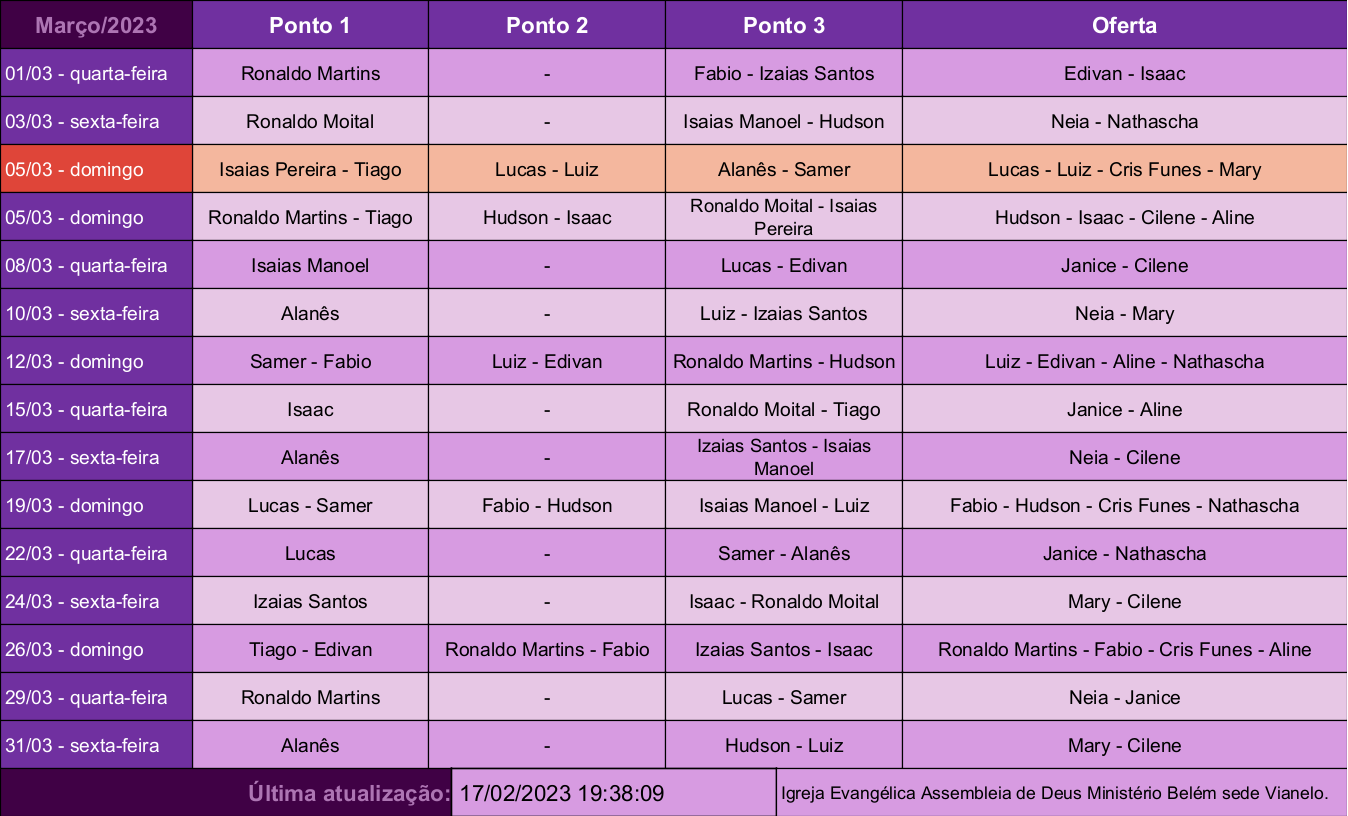 Março/2023 Ponto 1 Ponto 2 Ponto 3 Oferta
01/03 - quarta-feira Ronaldo Martins - Fabio - Izaias Santos Edivan - Isaac
03/03 - sexta-feira Ronaldo Moital - Isaias Manoel - Hudson Neia - Nathascha
05/03 - domingo Isaias Pereira - Tiago Lucas - Luiz Alanês - Samer Lucas - Luiz - Cris Funes - Mary
05/03 - domingo Ronaldo Martins - Tiago Hudson - Isaac Ronaldo Moital - Isaias
Pereira Hudson - Isaac - Cilene - Aline
08/03 - quarta-feira Isaias Manoel - Lucas - Edivan Janice - Cilene
10/03 - sexta-feira Alanês - Luiz - Izaias Santos Neia - Mary
12/03 - domingo Samer - Fabio Luiz - Edivan Ronaldo Martins - Hudson Luiz - Edivan - Aline - Nathascha
15/03 - quarta-feira Isaac - Ronaldo Moital - Tiago Janice - Aline
17/03 - sexta-feira Alanês - Izaias Santos - Isaias
Manoel Neia - Cilene
19/03 - domingo Lucas - Samer Fabio - Hudson Isaias Manoel - Luiz Fabio - Hudson - Cris Funes - Nathascha
22/03 - quarta-feira Lucas - Samer - Alanês Janice - Nathascha
24/03 - sexta-feira Izaias Santos - Isaac - Ronaldo Moital Mary - Cilene
26/03 - domingo Tiago - Edivan Ronaldo Martins - Fabio Izaias Santos - Isaac Ronaldo Martins - Fabio - Cris Funes - Aline
29/03 - quarta-feira Ronaldo Martins - Lucas - Samer Neia - Janice
31/03 - sexta-feira Alanês - Hudson - Luiz Mary - Cilene
Última atualização: 17/02/2023 19:38:09 Igreja Evangélica Assembleia de Deus Ministério Belém sede Vianelo.